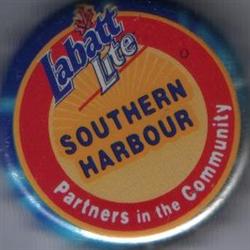 Labatt
Lite
SOUTHERN
HARBOUR
Partners in the Community